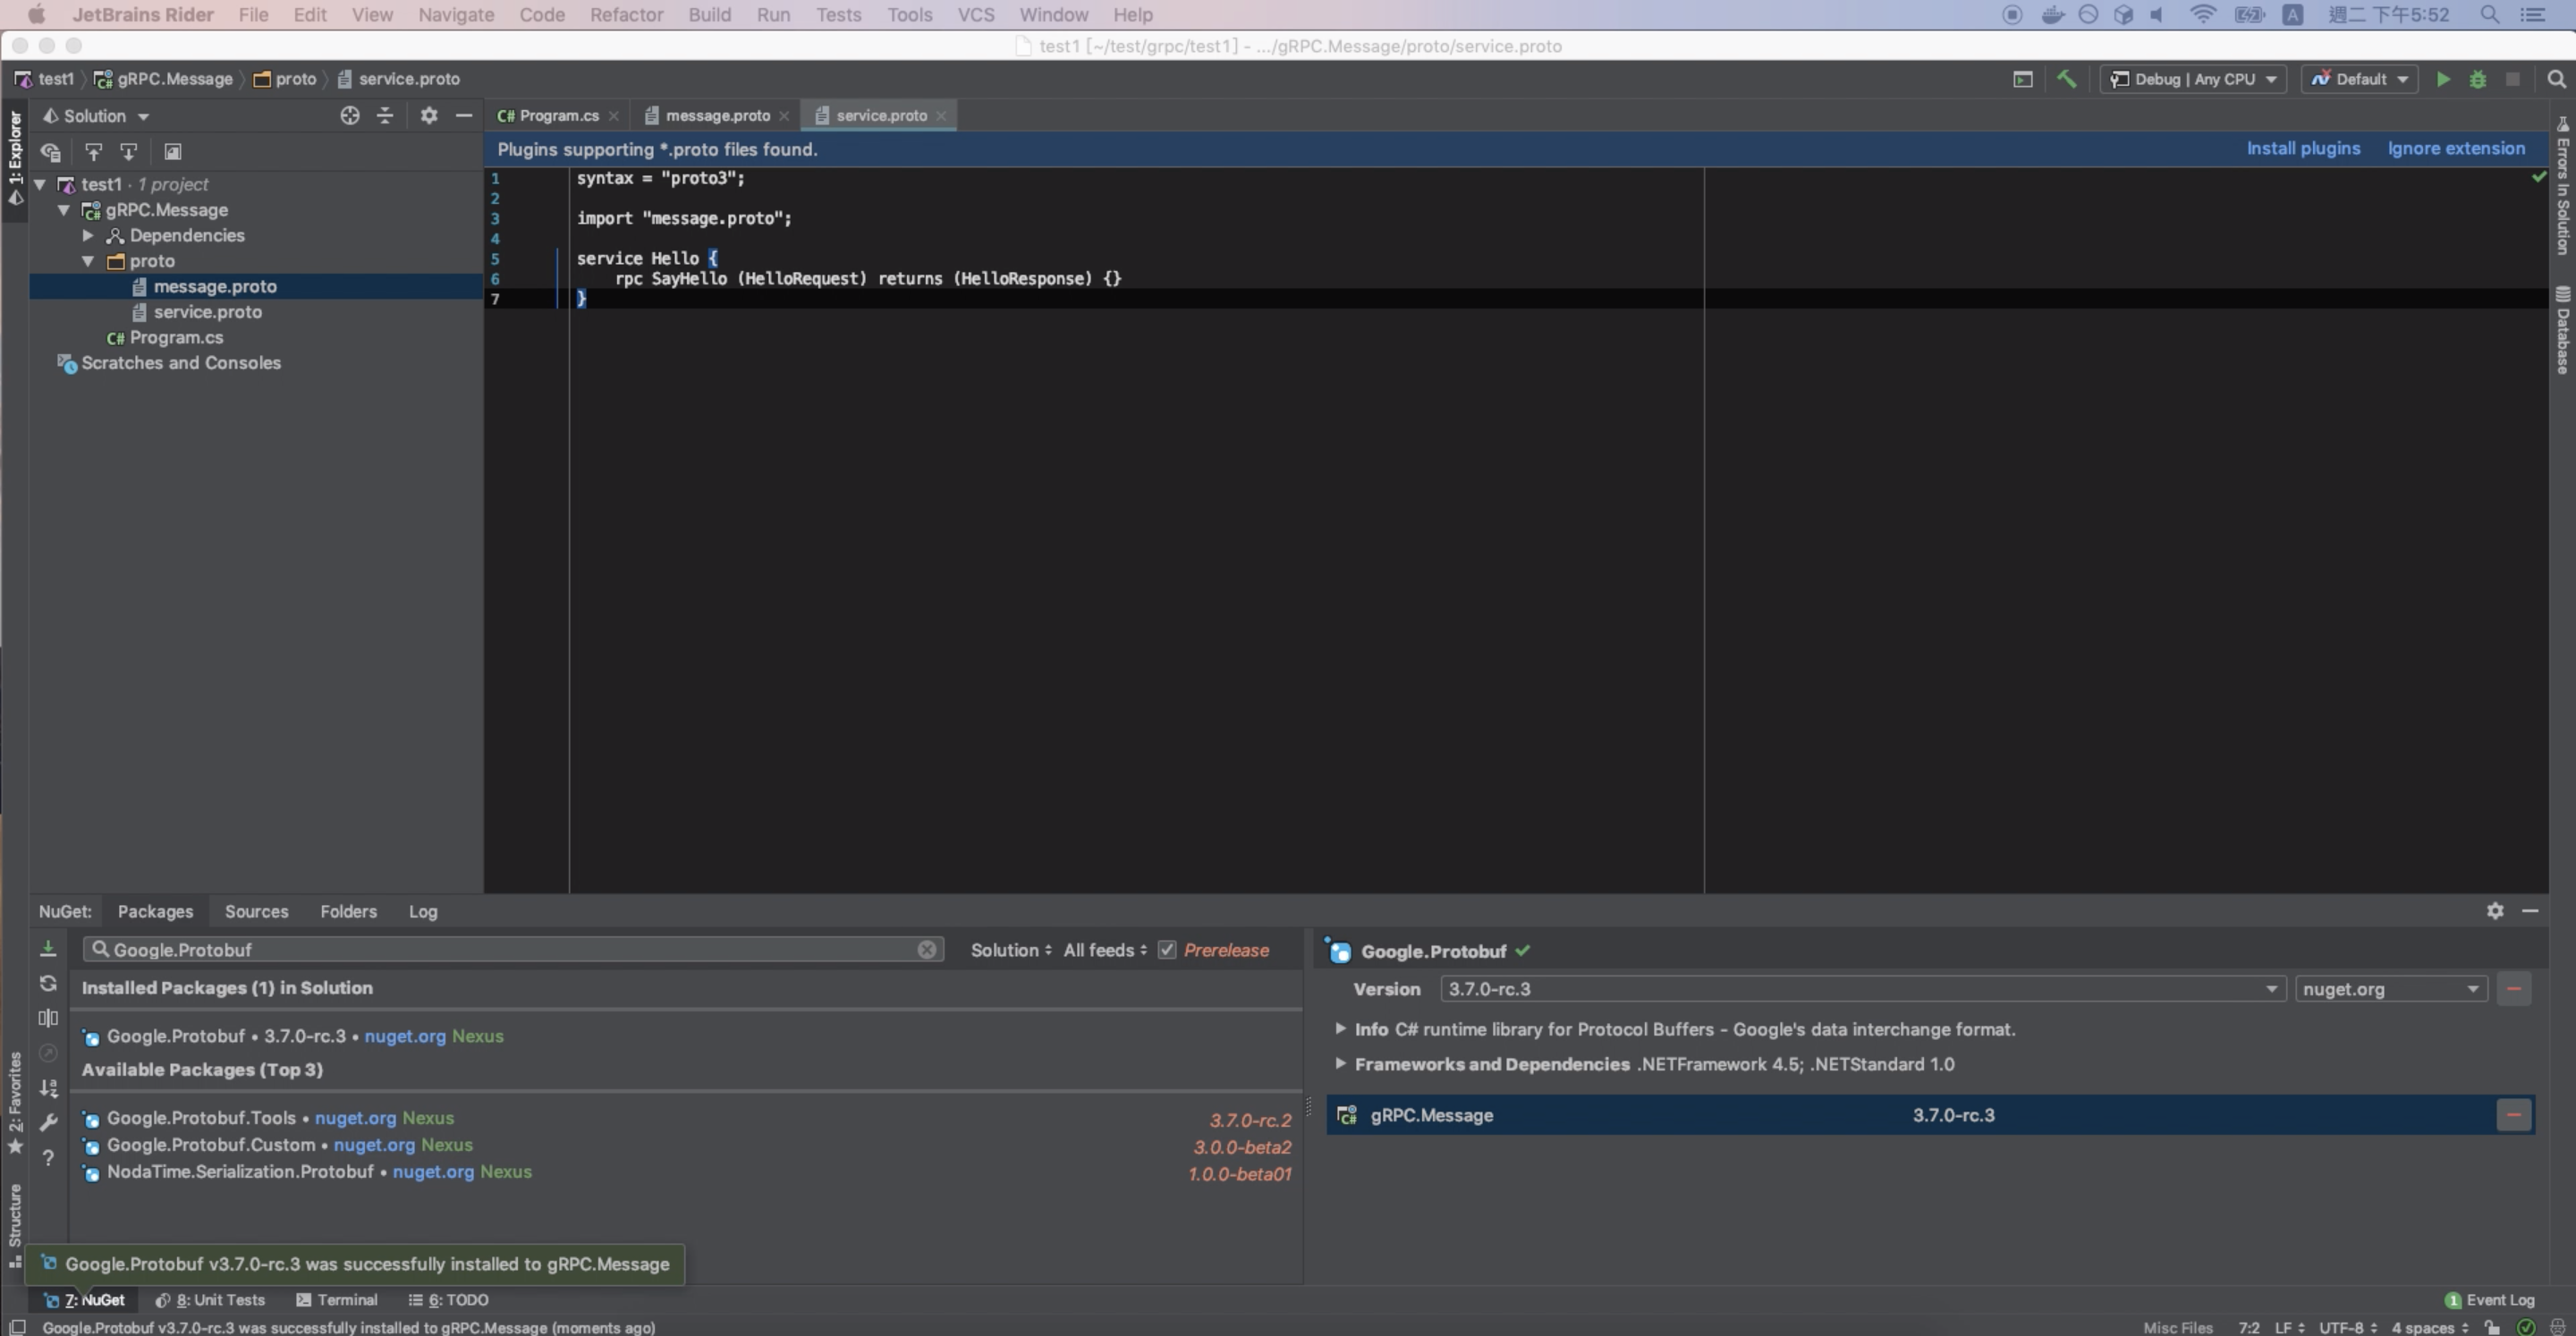 JetBrains Rider File Edit View Navigate Code Refactor Build Run Tests Tools VCS Window Help A 週二 下午5:52
test1 [~/test/grpc/test1] - .../gRPC.Message/proto/service.proto
test1 gRPC.Message proto service.proto Debug | Any CPU Default
1: Explorer
Solution
test1 · 1 project
gRPC.Message
Dependencies
proto
message.proto
service.proto
Program.cs
Scratches and Consoles
Program.cs message.proto service.proto
Plugins supporting *.proto files found. Install plugins Ignore extension
1 syntax = "proto3";
2
3 import "message.proto";
4
5 service Hello {
6 rpc SayHello (HelloRequest) returns (HelloResponse) {}
7 }
Errors In Solution
Database
NuGet: Packages Sources Folders Log
Google.Protobuf Solution All feeds Prerelease
Installed Packages (1) in Solution
Google.Protobuf • 3.7.0-rc.3 • nuget.org Nexus
Available Packages (Top 3)
Google.Protobuf.Tools • nuget.org Nexus 3.7.0-rc.2
Google.Protobuf.Custom • nuget.org Nexus 3.0.0-beta2
NodaTime.Serialization.Protobuf • nuget.org Nexus 1.0.0-beta01
Google.Protobuf
Version 3.7.0-rc.3 nuget.org
Info C# runtime library for Protocol Buffers - Google's data interchange format.
Frameworks and Dependencies .NETFramework 4.5; .NETStandard 1.0
gRPC.Message 3.7.0-rc.3
2: Favorites
Structure
Google.Protobuf v3.7.0-rc.3 was successfully installed to gRPC.Message
7: NuGet 8: Unit Tests Terminal 6: TODO 1 Event Log
Google.Protobuf v3.7.0-rc.3 was successfully installed to gRPC.Message (moments ago) Misc Files 7:2 LF UTF-8 4 spaces